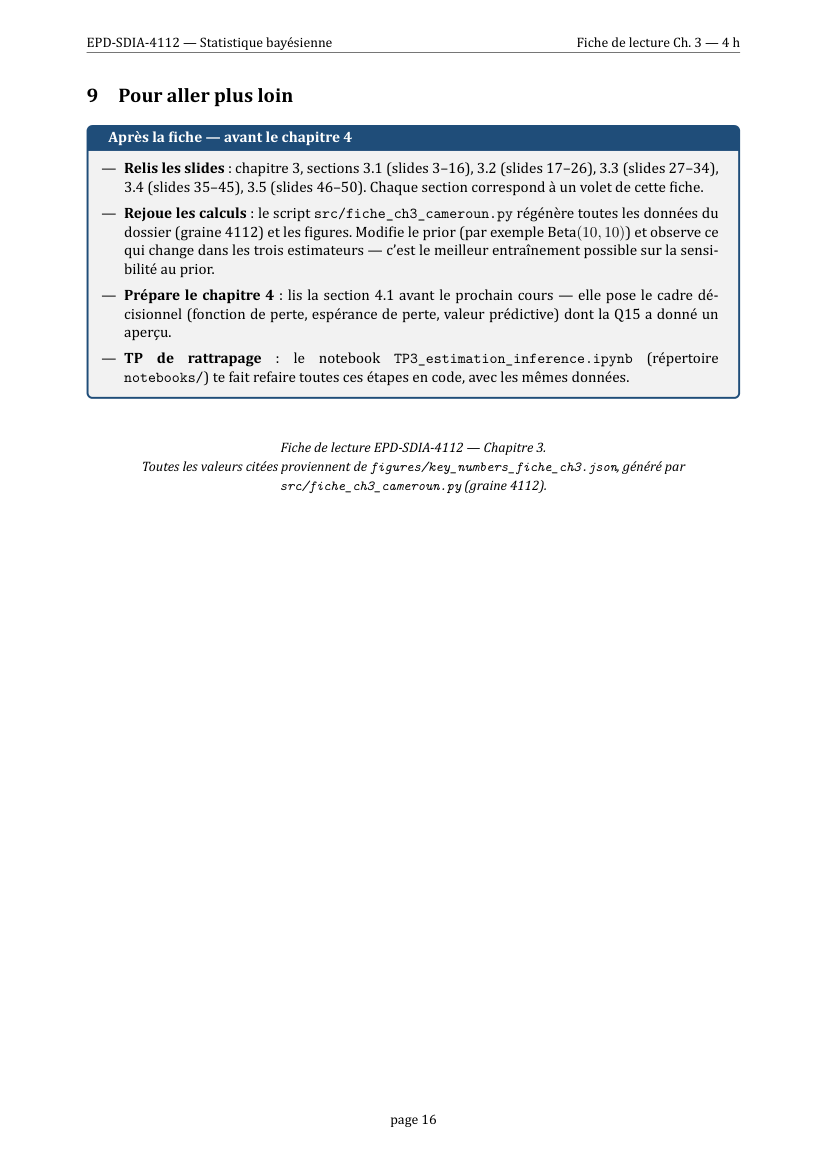 EPD-SDIA-4112 — Statistique bayésienne Fiche de lecture Ch. 3 — 4 h
9 Pour aller plus loin
Après la fiche — avant le chapitre 4
— Relis les slides : chapitre 3, sections 3.1 (slides 3–16), 3.2 (slides 17–26), 3.3 (slides 27–34),
3.4 (slides 35–45), 3.5 (slides 46–50). Chaque section correspond à un volet de cette fiche.
— Rejoue les calculs : le script src/fiche_ch3_cameroun.py régénère toutes les données du
dossier (graine 4112) et les figures. Modifie le prior (par exemple Beta(10, 10)) et observe ce
qui change dans les trois estimateurs — c’est le meilleur entraînement possible sur la sensi-
bilité au prior.
— Prépare le chapitre 4 : lis la section 4.1 avant le prochain cours — elle pose le cadre dé-
cisionnel (fonction de perte, espérance de perte, valeur prédictive) dont la Q15 a donné un
aperçu.
— TP de rattrapage : le notebook TP3_estimation_inference.ipynb (répertoire
notebooks/) te fait refaire toutes ces étapes en code, avec les mêmes données.
Fiche de lecture EPD-SDIA-4112 — Chapitre 3.
Toutes les valeurs citées proviennent de figures/key_numbers_fiche_ch3.json, généré par
src/fiche_ch3_cameroun.py (graine 4112).
page 16